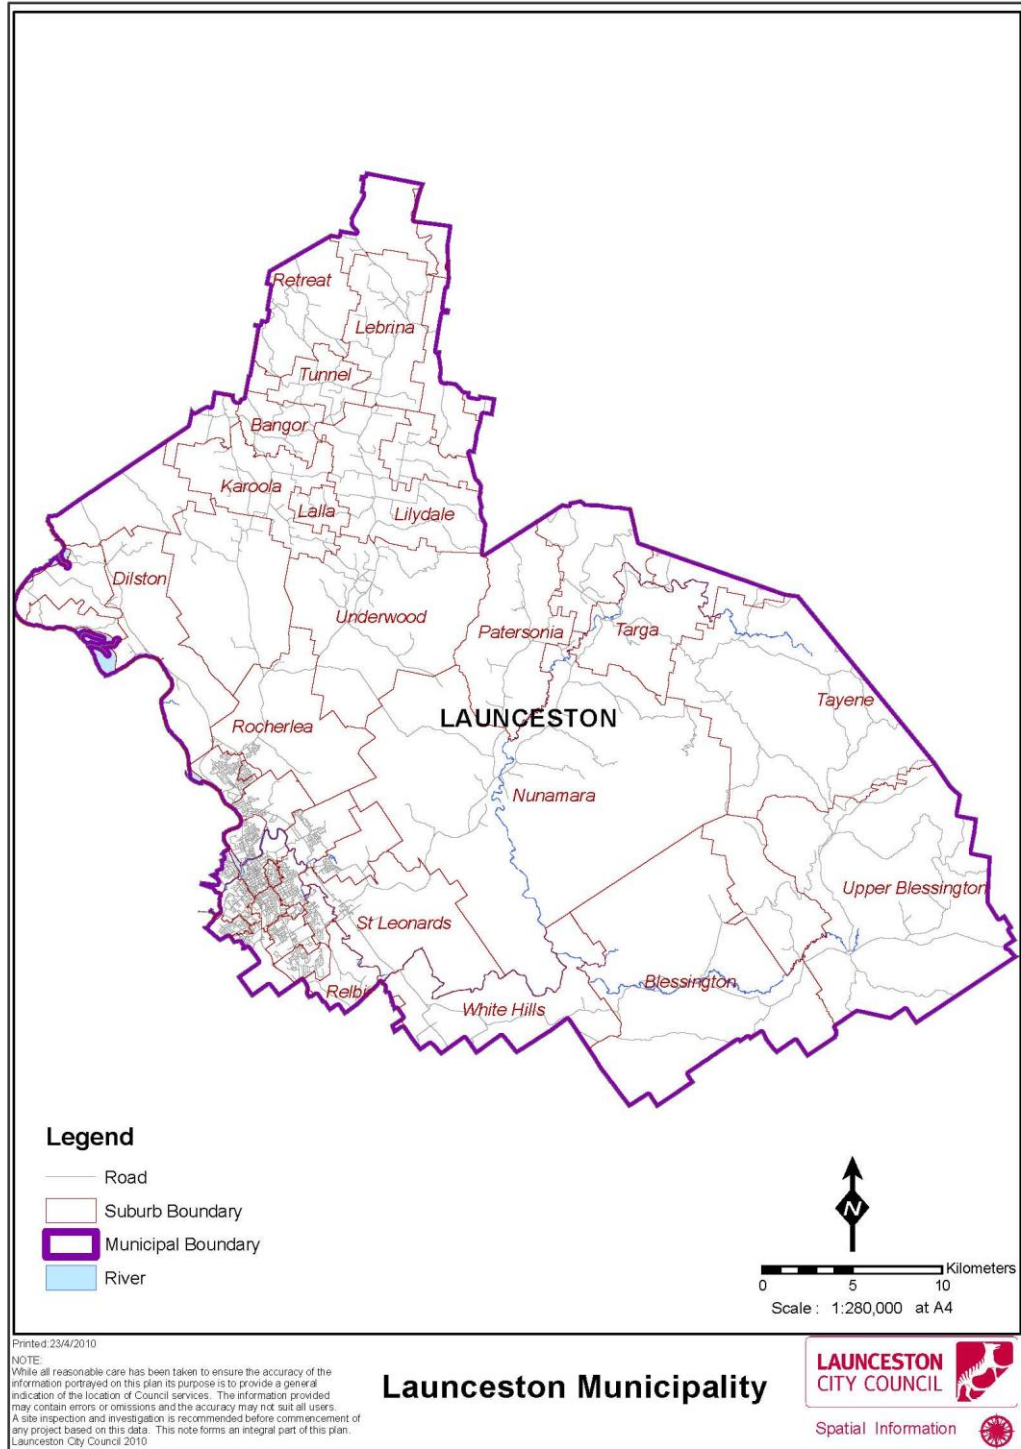 Retreat
Lebrina
Tunnel
Bangor
Karoola
Lalla
Lilydale
Dilston
Underwood
Patersonia
Targa
Tayene
Rocherlea
LAUNCESTON
Nunamara
Upper Blessington
St Leonards
Blessington
Relbia
White Hills
Legend
Road
Suburb Boundary
Municipal Boundary
River
N
Kilometers
0 5 10
Scale : 1:280,000 at A4
Printed:23/4/2010
NOTE:
While all reasonable care has been taken to ensure the accuracy of the
information portrayed on this plan its purpose is to provide a general
indication of the location of Council services. The information provided
may contain errors or omissions and the accuracy may not suit all users.
A site inspection and investigation is recommended before commencement of
any project based on this data. This note forms an integral part of this plan.
Launceston City Council 2010
Launceston Municipality
LAUNCESTON
CITY COUNCIL
Spatial Information